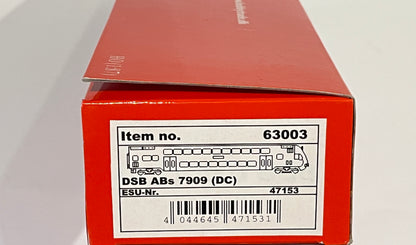 Item no. 63003
DSB ABs 7909 (DC)
ESU-Nr. 47153
4 044645 471531